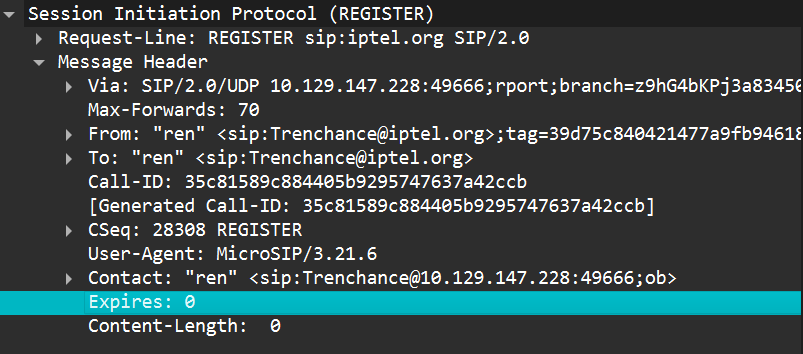 Session Initiation Protocol (REGISTER)
Request-Line: REGISTER sip:iptel.org SIP/2.0
Message Header
Via: SIP/2.0/UDP 10.129.147.228:49666;rport;branch=z9hG4bKPj3a83450
Max-Forwards: 70
From: "ren" <sip:Trenchance@iptel.org>;tag=39d75c840421477a9fb94618
To: "ren" <sip:Trenchance@iptel.org>
Call-ID: 35c81589c884405b9295747637a42ccb
[Generated Call-ID: 35c81589c884405b9295747637a42ccb]
CSeq: 28308 REGISTER
User-Agent: MicroSIP/3.21.6
Contact: "ren" <sip:Trenchance@10.129.147.228:49666;ob>
Expires: 0
Content-Length:  0